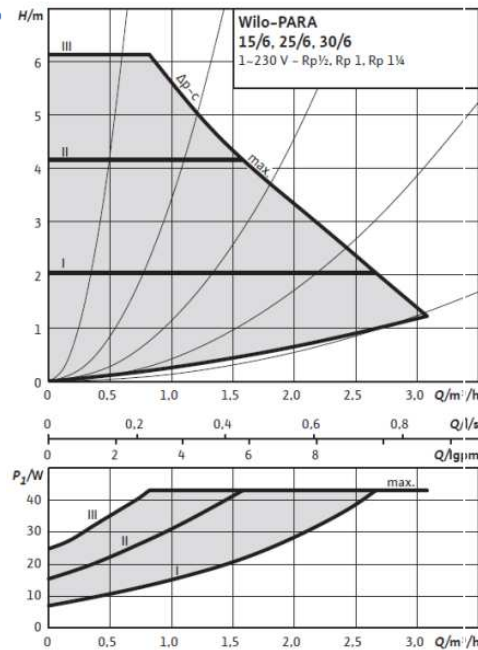 H/m
Wilo-PARA
15/6, 25/6, 30/6
1~230 V – Rp½, Rp 1, Rp 1¼
III
Δp-c
6
5
II
max.
4
3
I
2
1
0
0 0,5 1,0 1,5 2,0 2,5 3,0 Q/m³/h
0 0,2 0,4 0,6 0,8 Q/l/s
0 2 4 6 8 Q/lgpm
P₁/W
max.
40
III
30
II
20
I
10
0
0 0,5 1,0 1,5 2,0 2,5 3,0 Q/m³/h